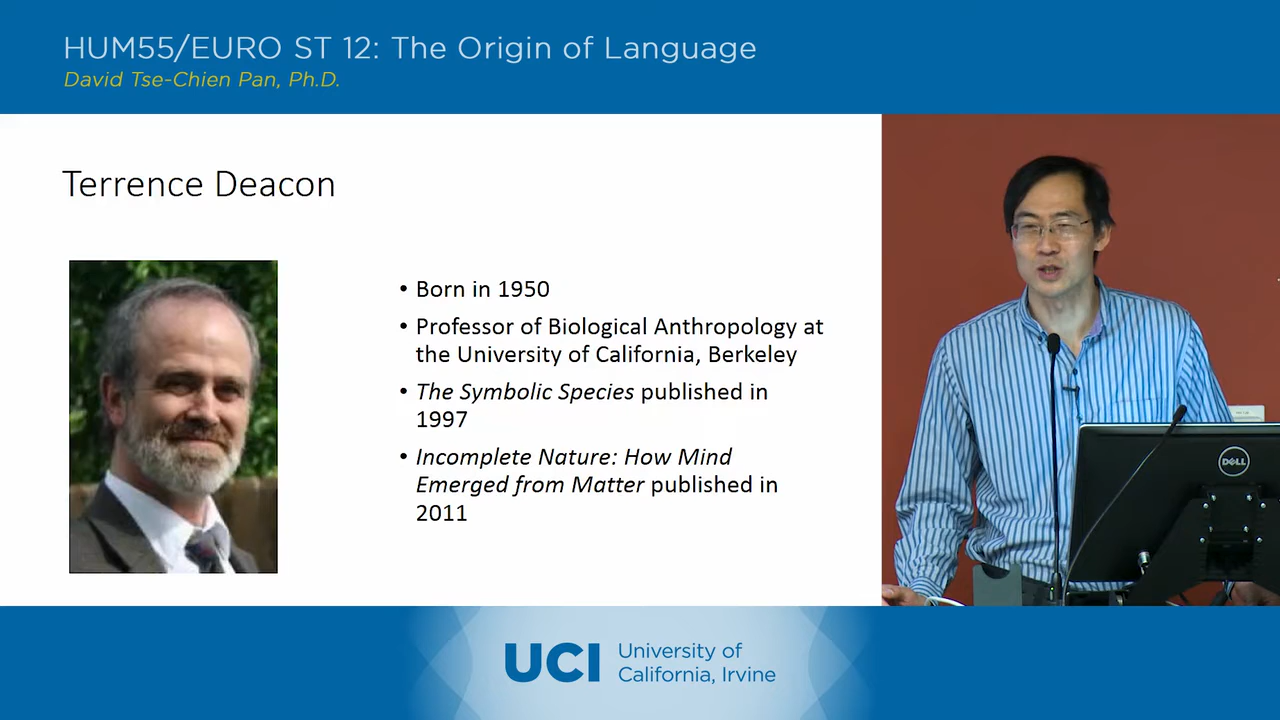 HUM55/EURO ST 12: The Origin of Language
David Tse-Chien Pan, Ph.D.
Terrence Deacon
• Born in 1950
• Professor of Biological Anthropology at
the University of California, Berkeley
• The Symbolic Species published in
1997
• Incomplete Nature: How Mind
Emerged from Matter published in
2011
DELL
UCI University of
California, Irvine